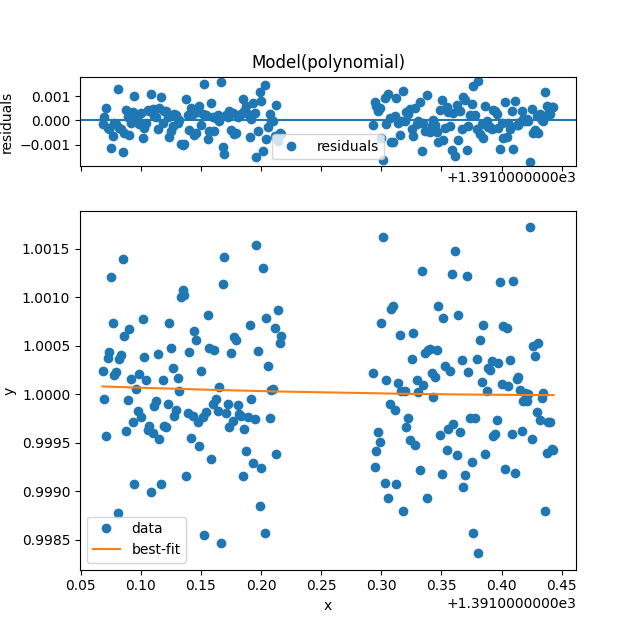 Model(polynomial)
residuals
0.001
0.000
−0.001
residuals
+1.3910000000e3
y
1.0015
1.0010
1.0005
1.0000
0.9995
0.9990
0.9985
data
best-fit
0.05 0.10 0.15 0.20 0.25 0.30 0.35 0.40 0.45
x
+1.3910000000e3